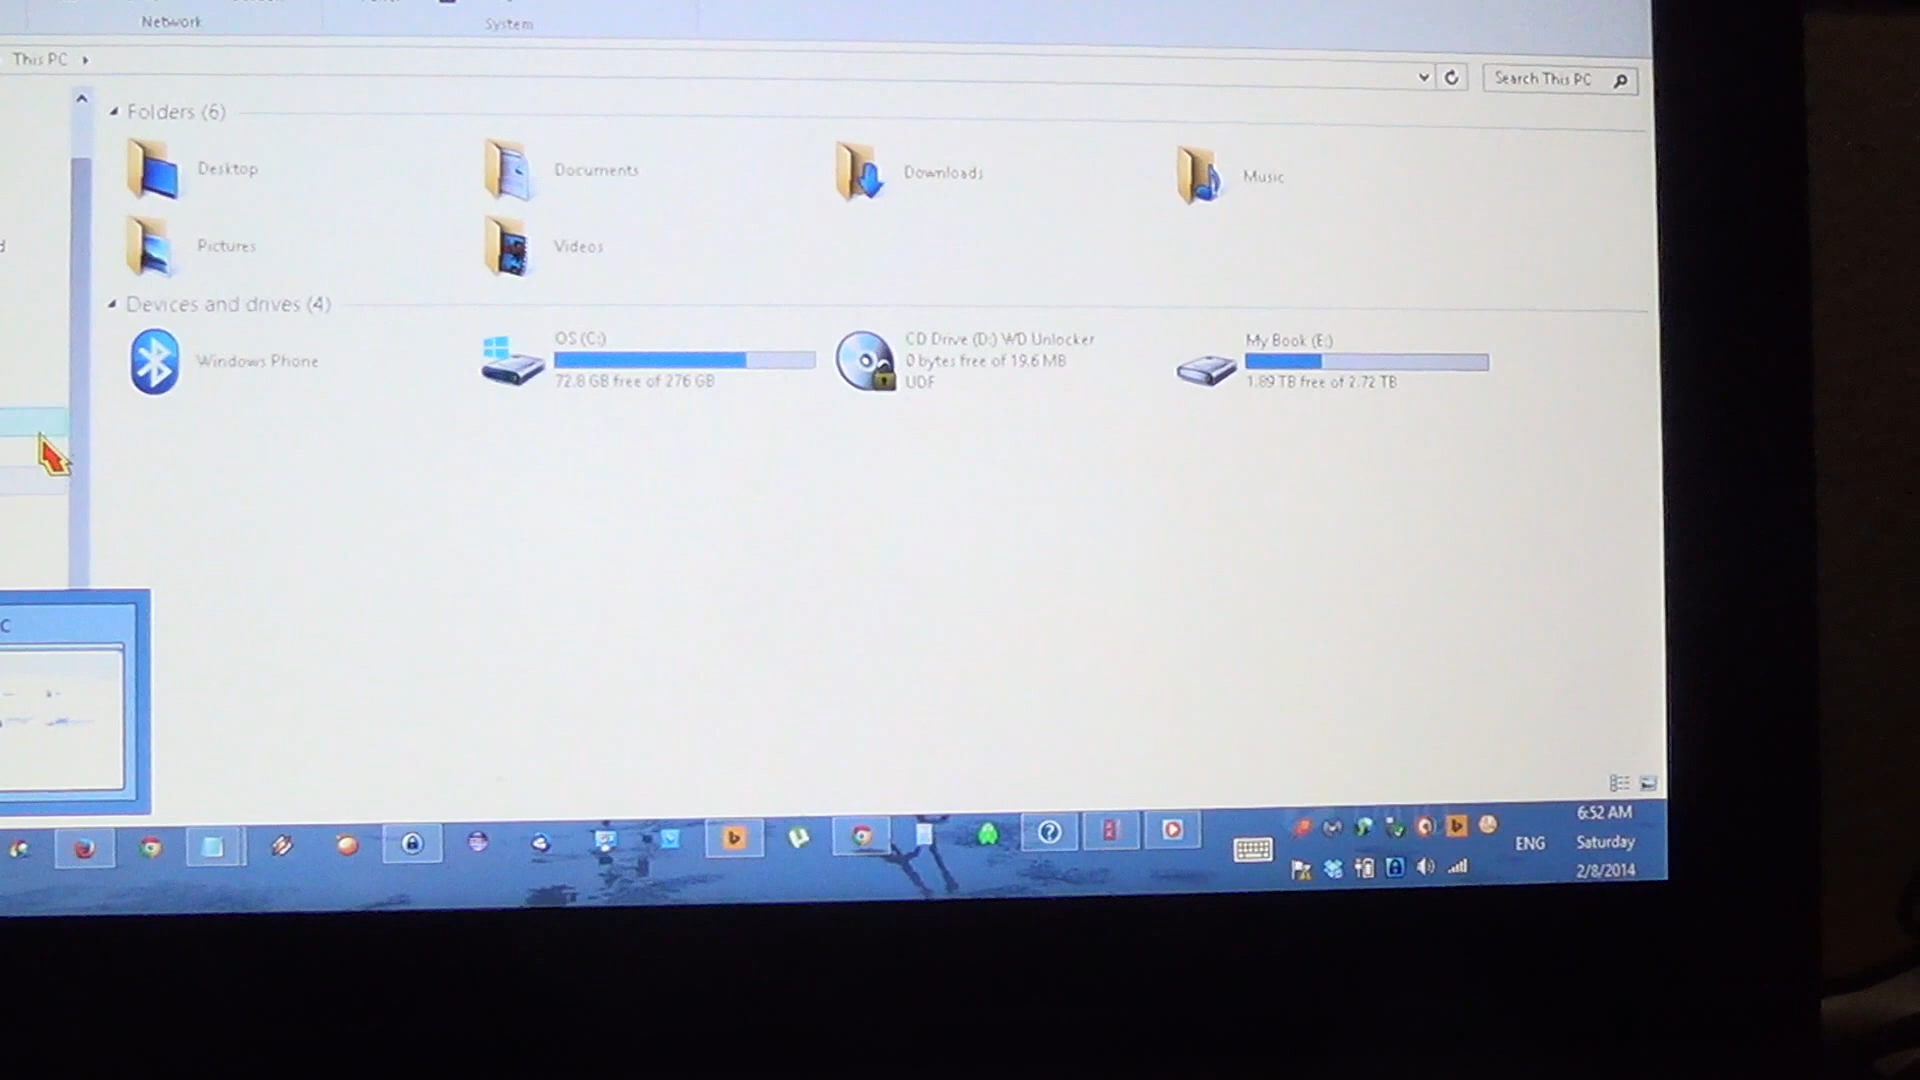 Network
System
This PC
Search This PC
Folders (6)
Desktop
Documents
Downloads
Music
Pictures
Videos
Devices and drives (4)
Windows Phone
OS (C:)
72.8 GB free of 276 GB
CD Drive (D:) WD Unlocker
0 bytes free of 19.6 MB
UDF
My Book (E:)
1.89 TB free of 2.72 TB
C
6:52 AM
ENG
Saturday
2/8/2014